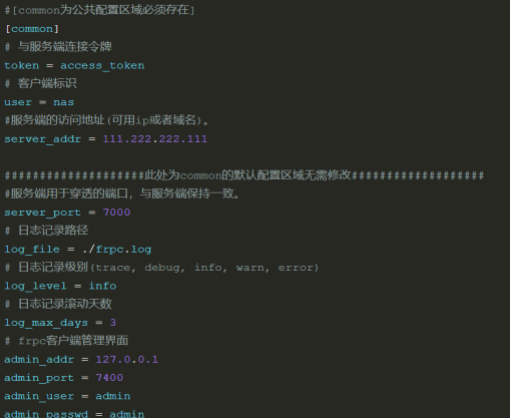 #[common为公共配置区域必须存在]
[common]
# 与服务端连接令牌
token = access_token
# 客户端标识
user = nas
#服务端的访问地址(可用ip或者域名)。
server_addr = 111.222.222.111
####################此处为common的默认配置区域无需修改###################
#服务端用于穿透的端口，与服务端保持一致。
server_port = 7000
# 日志记录路径
log_file = ./frpc.log
# 日志记录级别(trace, debug, info, warn, error)
log_level = info
# 日志记录滚动天数
log_max_days = 3
# frpc客户端管理界面
admin_addr = 127.0.0.1
admin_port = 7400
admin_user = admin
admin_passwd = admin